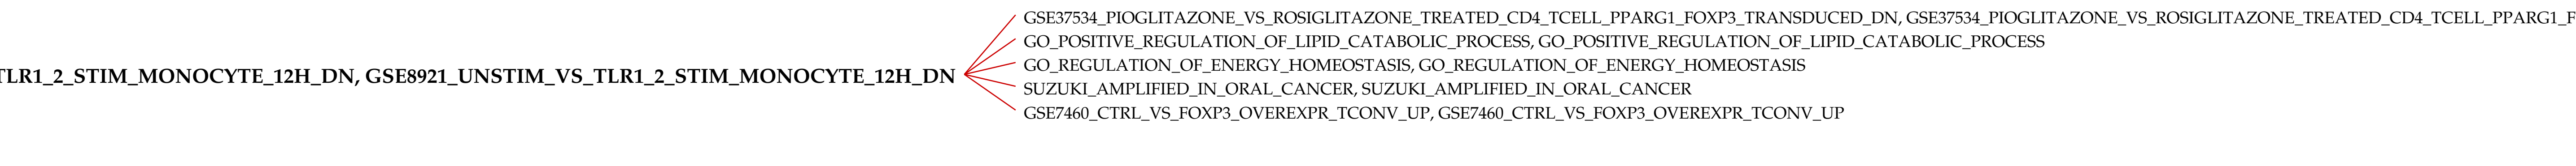 GSE37534_PIOGLITAZONE_VS_ROSIGLITAZONE_TREATED_CD4_TCELL_PPARG1_FOXP3_TRANSDUCED_DN, GSE37534_PIOGLITAZONE_VS_ROSIGLITAZONE_TREATED_CD4_TCELL_PPARG1_F
GO_POSITIVE_REGULATION_OF_LIPID_CATABOLIC_PROCESS, GO_POSITIVE_REGULATION_OF_LIPID_CATABOLIC_PROCESS
GO_REGULATION_OF_ENERGY_HOMEOSTASIS, GO_REGULATION_OF_ENERGY_HOMEOSTASIS
TLR1_2_STIM_MONOCYTE_12H_DN, GSE8921_UNSTIM_VS_TLR1_2_STIM_MONOCYTE_12H_DN
SUZUKI_AMPLIFIED_IN_ORAL_CANCER, SUZUKI_AMPLIFIED_IN_ORAL_CANCER
GSE7460_CTRL_VS_FOXP3_OVEREXPR_TCONV_UP, GSE7460_CTRL_VS_FOXP3_OVEREXPR_TCONV_UP